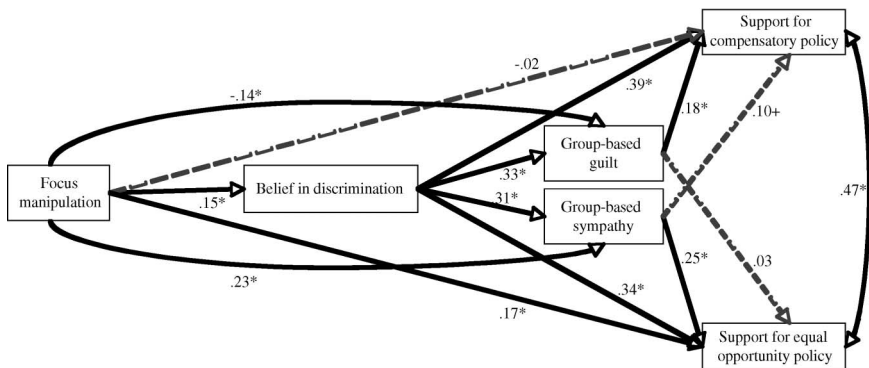 Support for
compensatory policy
-.02
-.14*
.39*
.18*
.10+
Group-based
guilt
Focus
manipulation
.15*
Belief in discrimination
.33*
.31*
Group-based
sympathy
.47*
.23*
.17*
.34*
.25*
.03
Support for equal
opportunity policy